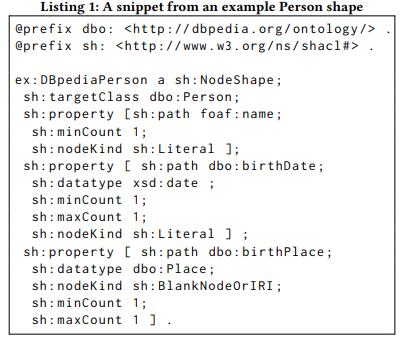 Listing 1: A snippet from an example Person shape
@prefix dbo: <http://dbpedia.org/ontology/> .
@prefix sh: <http://www.w3.org/ns/shacl#> .
ex:DBpediaPerson a sh:NodeShape;
sh:targetClass dbo:Person;
sh:property [sh:path foaf:name;
sh:minCount 1;
sh:nodeKind sh:Literal ];
sh:property [ sh:path dbo:birthDate;
sh:datatype xsd:date ;
sh:minCount 1;
sh:maxCount 1;
sh:nodeKind sh:Literal ] ;
sh:property [ sh:path dbo:birthPlace;
sh:datatype dbo:Place;
sh:nodeKind sh:BlankNodeOrIRI;
sh:minCount 1;
sh:maxCount 1 ] .